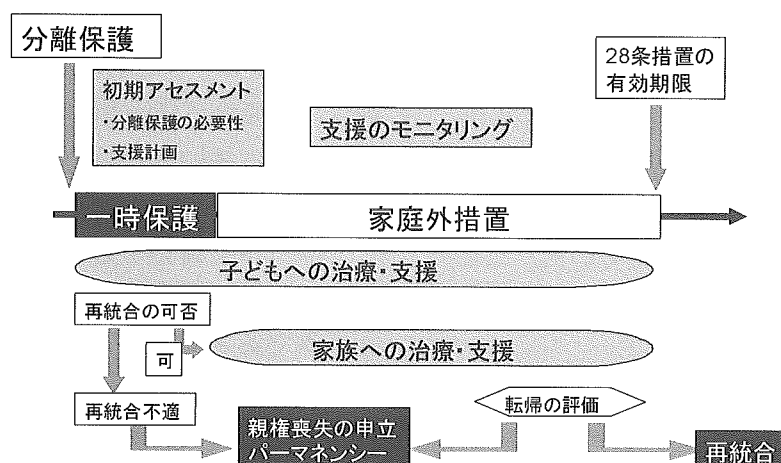 分離保護
28条措置の
有効期限
初期アセスメント
・分離保護の必要性
・支援計画
支援のモニタリング
一時保護
家庭外措置
子どもへの治療・支援
再統合の可否
可
家族への治療・支援
再統合不適
転帰の評価
親権喪失の申立
パーマネンシー
再統合